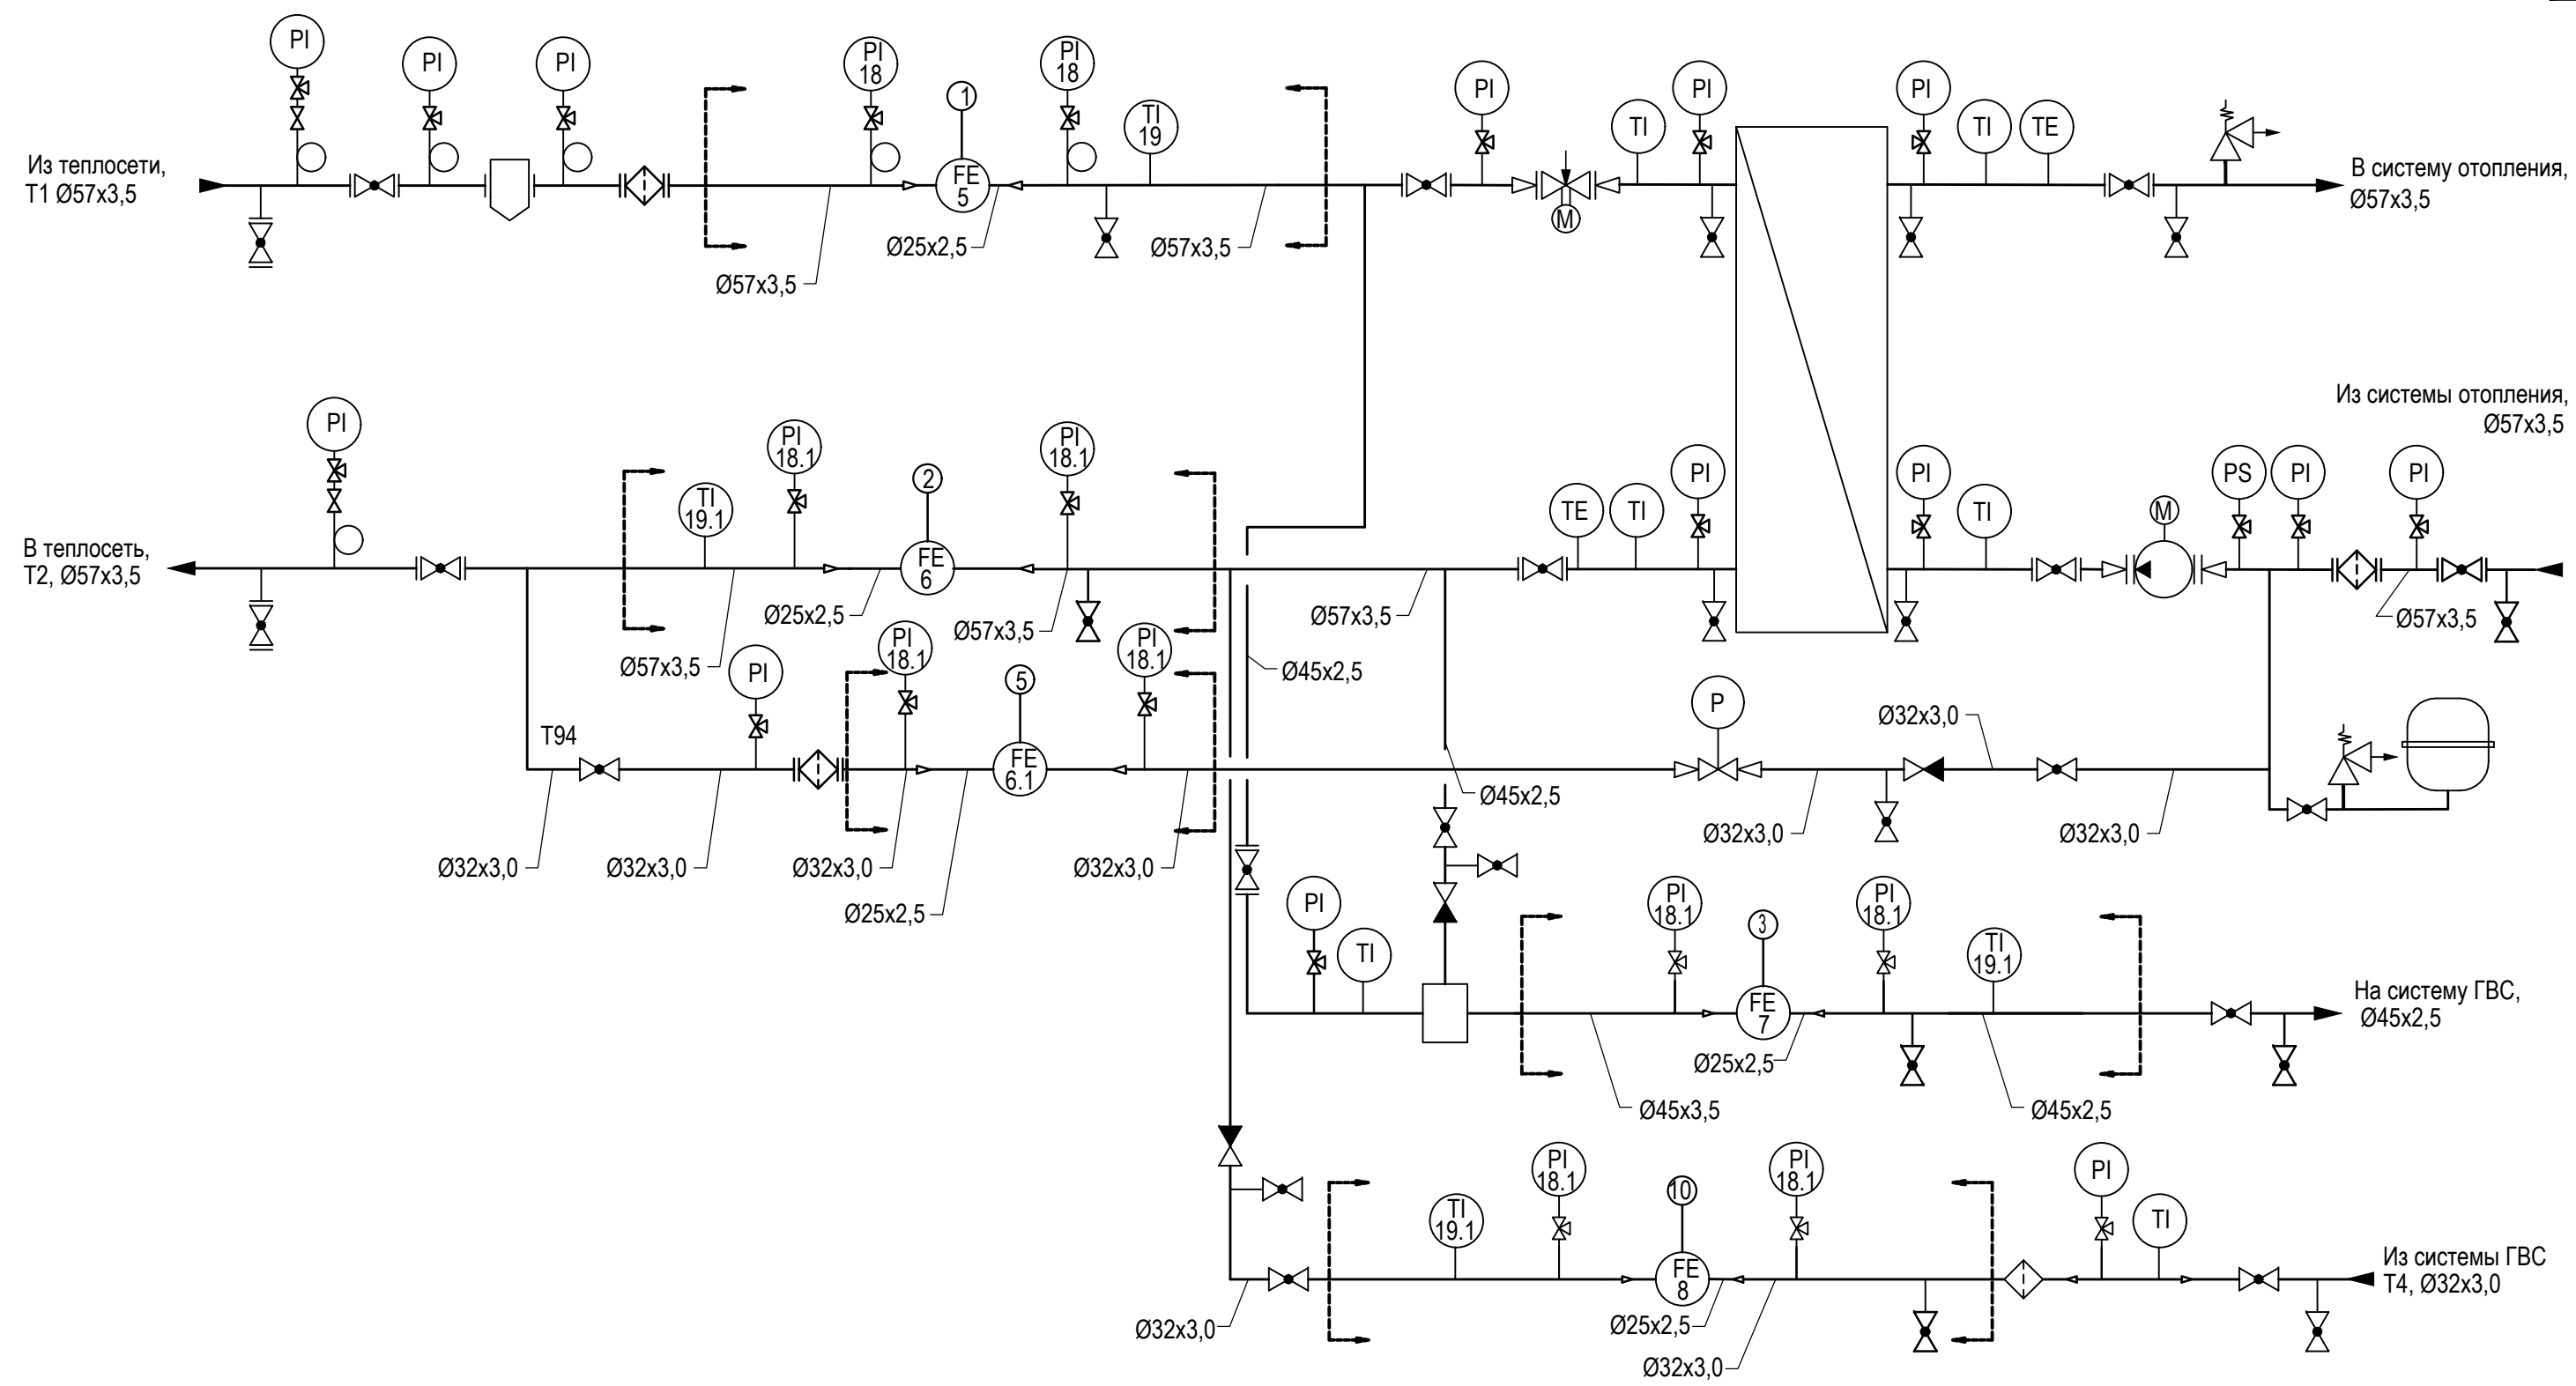 PI
PI
PI
PI
18
1
FE
5
PI
18
TI
19
PI
M
TI
PI
PI
TI
TE
Из теплосети,
Т1 Ø57x3,5
Ø57x3,5
Ø25x2,5
Ø57x3,5
В систему отопления,
Ø57x3,5
Из системы отопления,
Ø57x3,5
PI
В теплосеть,
Т2, Ø57x3,5
TI
19.1
PI
18.1
2
FE
6
PI
18.1
TE
TI
PI
PI
TI
M
PS
PI
PI
Ø57x3,5
Ø25x2,5
Ø57x3,5
Ø57x3,5
Ø57x3,5
Ø45x2,5
T94
PI
PI
18.1
5
FE
6.1
PI
18.1
P
Ø32x3,0
Ø32x3,0
Ø32x3,0
Ø32x3,0
Ø25x2,5
Ø32x3,0
Ø45x2,5
Ø32x3,0
Ø32x3,0
PI
TI
PI
18.1
3
FE
7
PI
18.1
TI
19.1
На систему ГВС,
Ø45x2,5
Ø25x2,5
Ø45x3,5
Ø45x2,5
TI
19.1
PI
18.1
10
FE
8
PI
18.1
PI
TI
Из системы ГВС
Т4, Ø32x3,0
Ø32x3,0
Ø25x2,5
Ø32x3,0